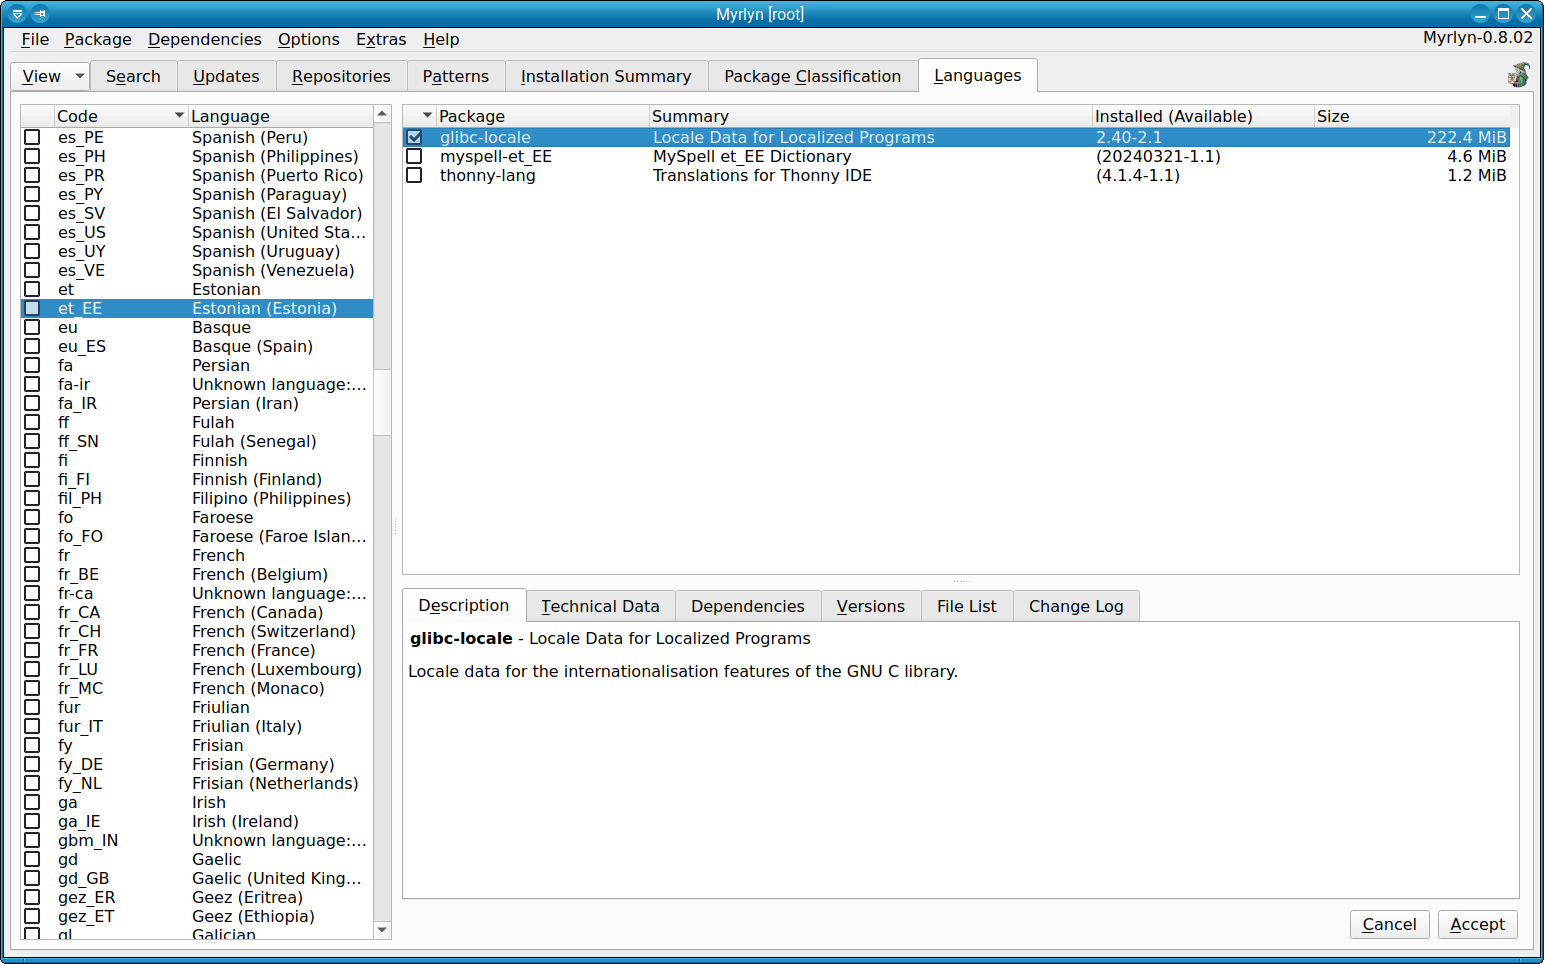 Myrlyn [root]
File Package Dependencies Options Extras Help
Myrlyn-0.8.02
View Search Updates Repositories Patterns Installation Summary Package Classification Languages
Code Language
es_PE Spanish (Peru)
es_PH Spanish (Philippines)
es_PR Spanish (Puerto Rico)
es_PY Spanish (Paraguay)
es_SV Spanish (El Salvador)
es_US Spanish (United Sta...
es_UY Spanish (Uruguay)
es_VE Spanish (Venezuela)
et Estonian
et_EE Estonian (Estonia)
eu Basque
eu_ES Basque (Spain)
fa Persian
fa-ir Unknown language:...
fa_IR Persian (Iran)
ff Fulah
ff_SN Fulah (Senegal)
fi Finnish
fi_FI Finnish (Finland)
fil_PH Filipino (Philippines)
fo Faroese
fo_FO Faroese (Faroe Islan...
fr French
fr_BE French (Belgium)
fr-ca Unknown language:...
fr_CA French (Canada)
fr_CH French (Switzerland)
fr_FR French (France)
fr_LU French (Luxembourg)
fr_MC French (Monaco)
fur Friulian
fur_IT Friulian (Italy)
fy Frisian
fy_DE Frisian (Germany)
fy_NL Frisian (Netherlands)
ga Irish
ga_IE Irish (Ireland)
gbm_IN Unknown language:...
gd Gaelic
gd_GB Gaelic (United King...
gez_ER Geez (Eritrea)
gez_ET Geez (Ethiopia)
gl Galician
Package Summary Installed (Available) Size
glibc-locale Locale Data for Localized Programs 2.40-2.1 222.4 MiB
myspell-et_EE MySpell et_EE Dictionary (20240321-1.1) 4.6 MiB
thonny-lang Translations for Thonny IDE (4.1.4-1.1) 1.2 MiB
Description Technical Data Dependencies Versions File List Change Log
glibc-locale - Locale Data for Localized Programs
Locale data for the internationalisation features of the GNU C library.
Cancel Accept